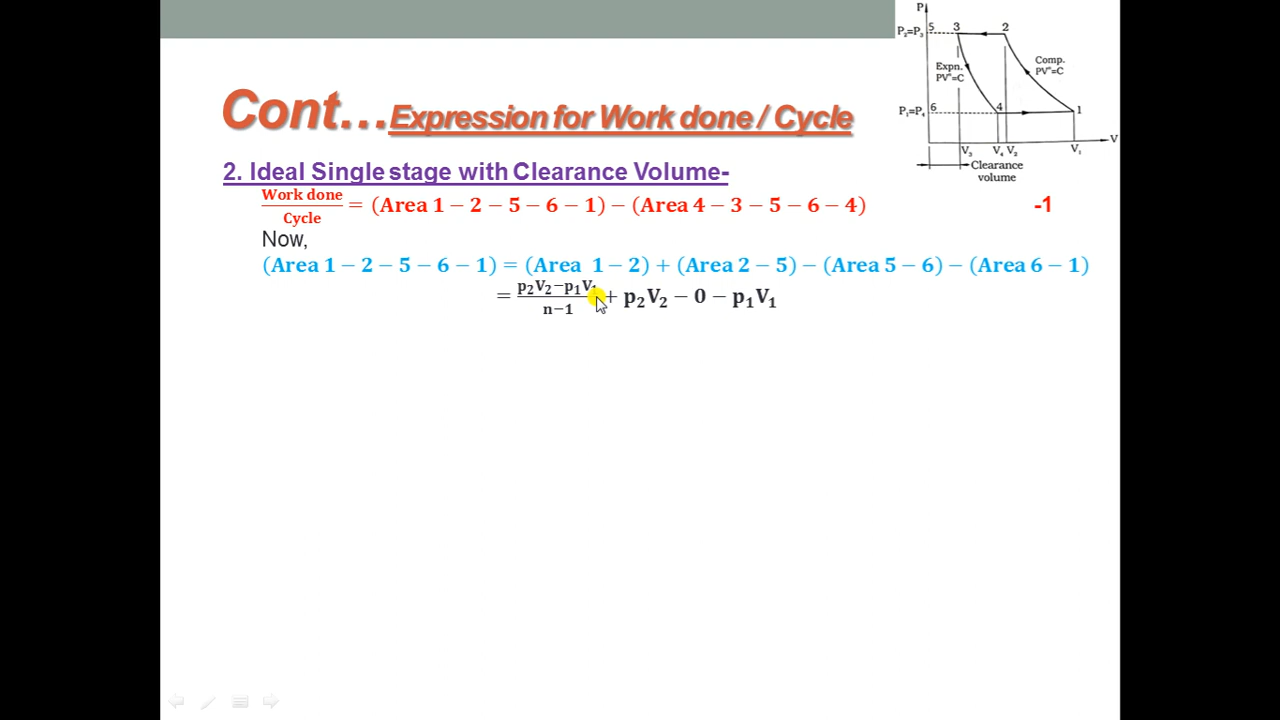 Cont…Expression for Work done / Cycle
2. Ideal Single stage with Clearance Volume-
Work done
Cycle
= (Area 1 − 2 − 5 − 6 − 1) − (Area 4 − 3 − 5 − 6 − 4) -1
Now,
(Area 1 − 2 − 5 − 6 − 1) = (Area 1 − 2) + (Area 2 − 5) − (Area 5 − 6) − (Area 6 − 1)
= p₂V₂−p₁V₁
n−1
+ p₂V₂ − 0 − p₁V₁
P
P₂=P₃ 5 3 2
Expn.
PVⁿ=C
Comp.
PVⁿ=C
P₁=P₄ 6 4 1
V
V₃ V₄ V₂ V₁
Clearance
volume